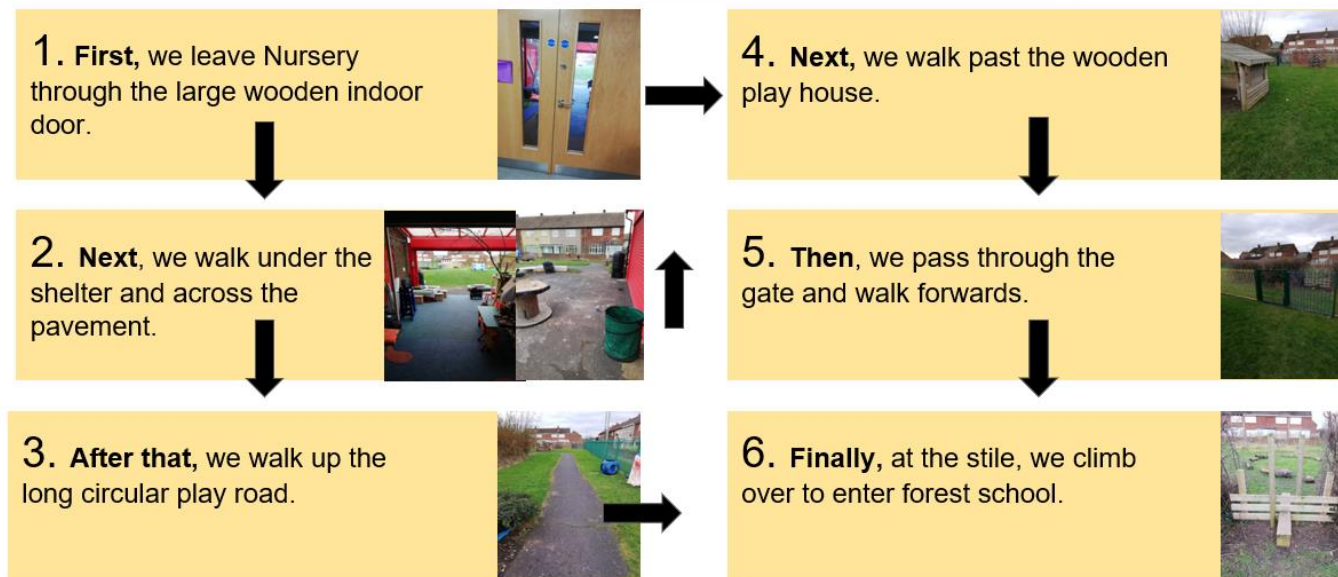 1. First, we leave Nursery
through the large wooden indoor
door.
2. Next, we walk under the
shelter and across the
pavement.
3. After that, we walk up the
long circular play road.
4. Next, we walk past the wooden
play house.
5. Then, we pass through the
gate and walk forwards.
6. Finally, at the stile, we climb
over to enter forest school.